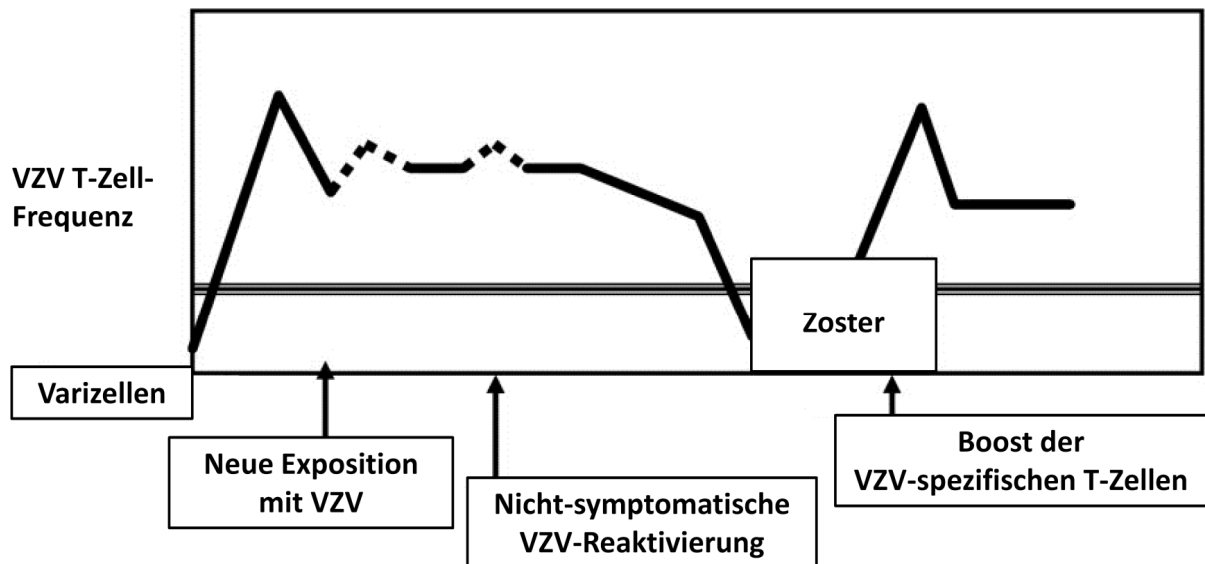 VZV T-Zell-
Frequenz
Zoster
Varizellen
Neue Exposition
mit VZV
Nicht-symptomatische
VZV-Reaktivierung
Boost der
VZV-spezifischen T-Zellen